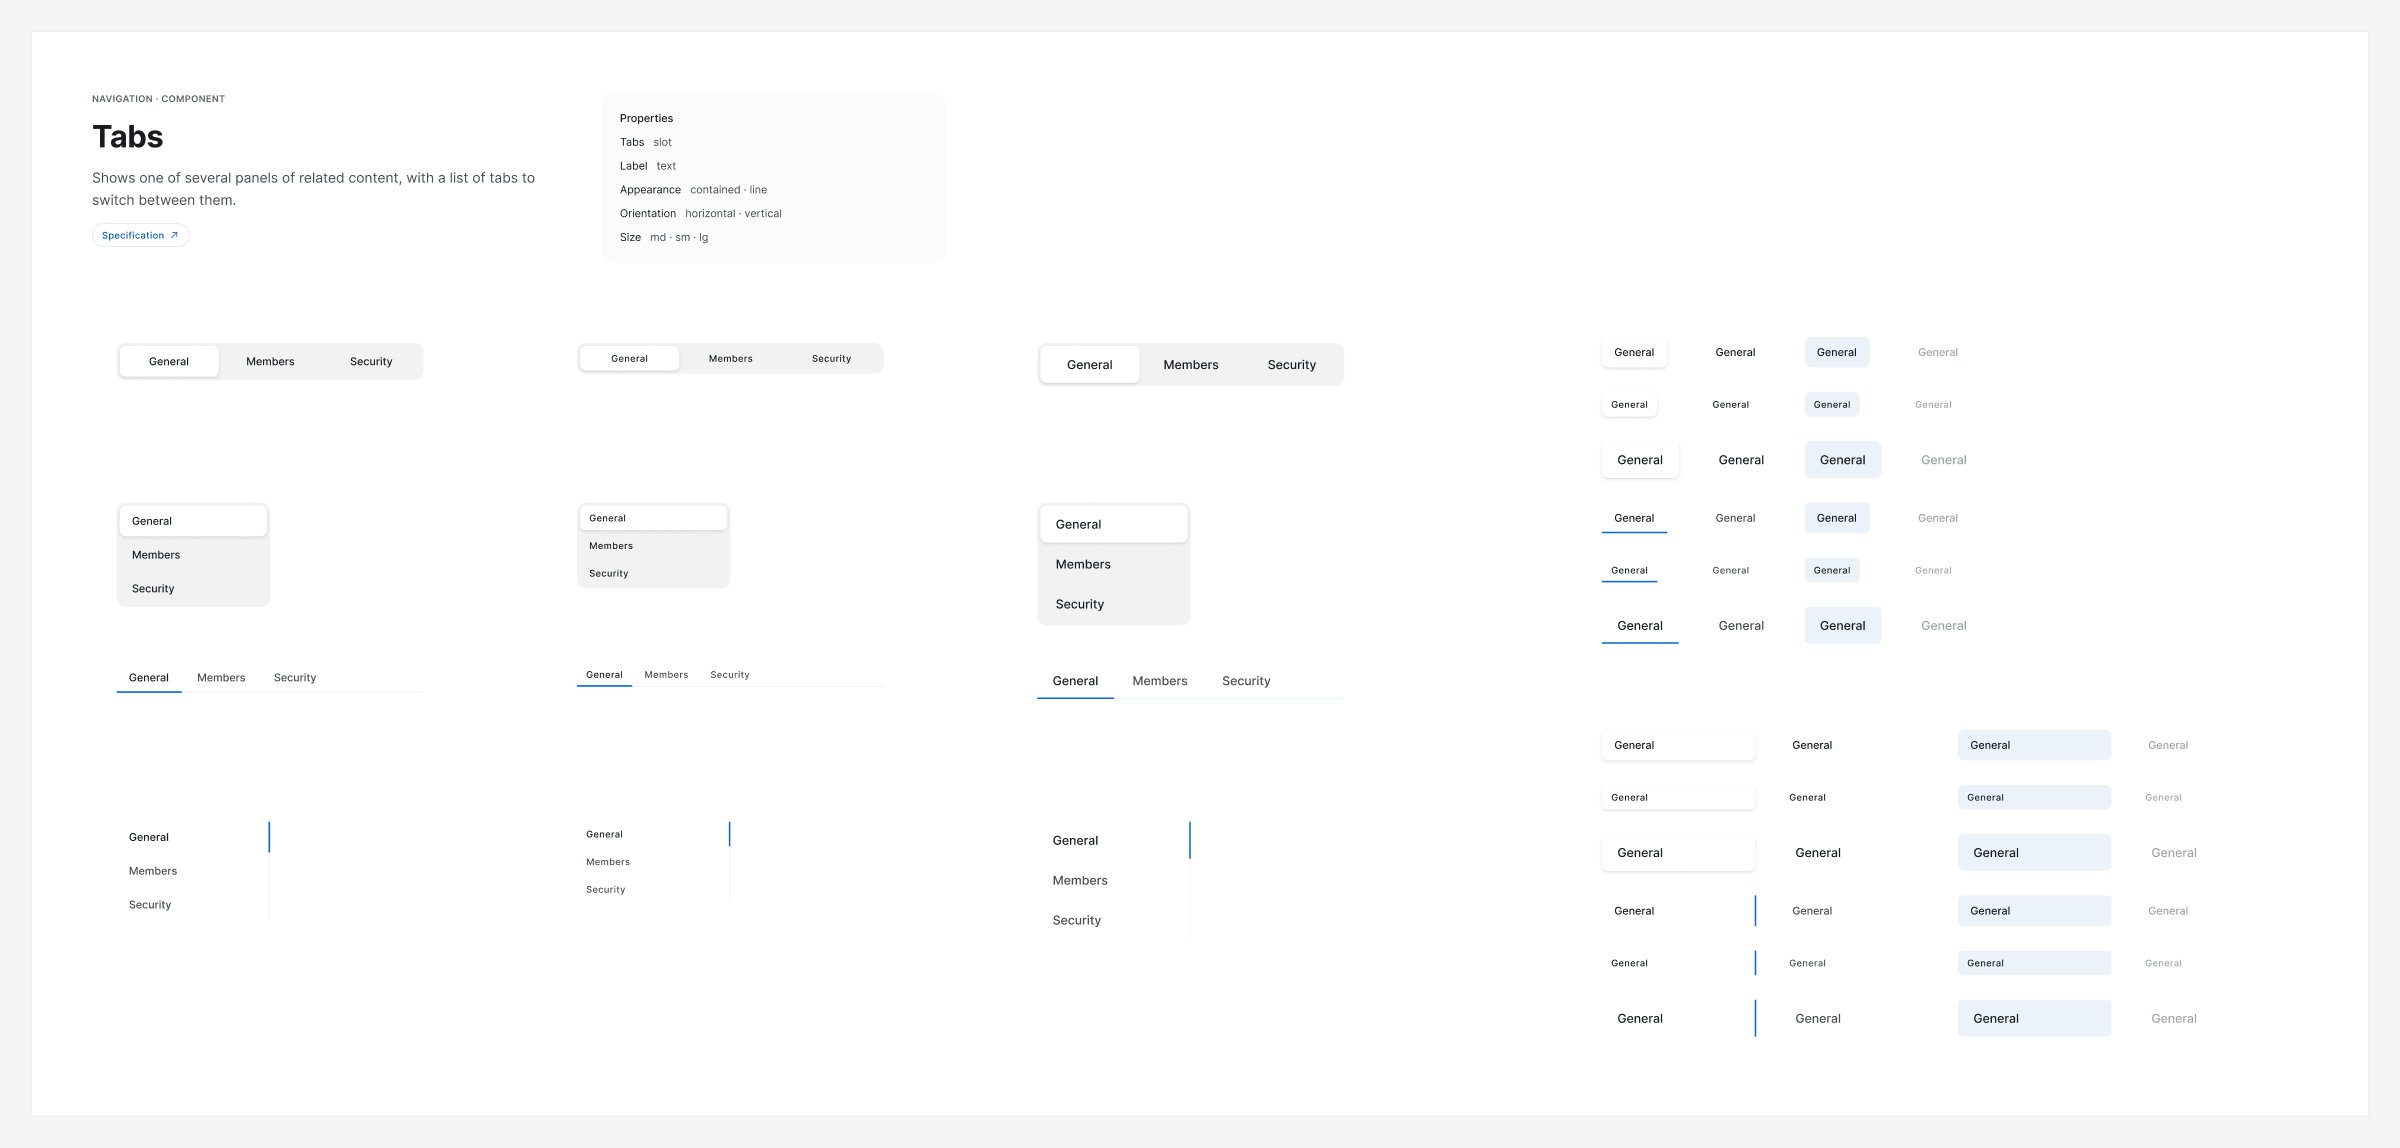 NAVIGATION · COMPONENT
Tabs
Shows one of several panels of related content, with a list of tabs to
switch between them.
Specification
Properties
Tabs slot
Label text
Appearance contained · line
Orientation horizontal · vertical
Size md · sm · lg
General Members Security
General Members Security
General Members Security
General
Members
Security
General
Members
Security
General
Members
Security
General Members Security
General Members Security
General Members Security
General
Members
Security
General
Members
Security
General
Members
Security
General General General General
General General General General
General General General General
General General General General
General General General General
General General General General
General General General General
General General General General
General General General General
General General General General
General General General General
General General General General